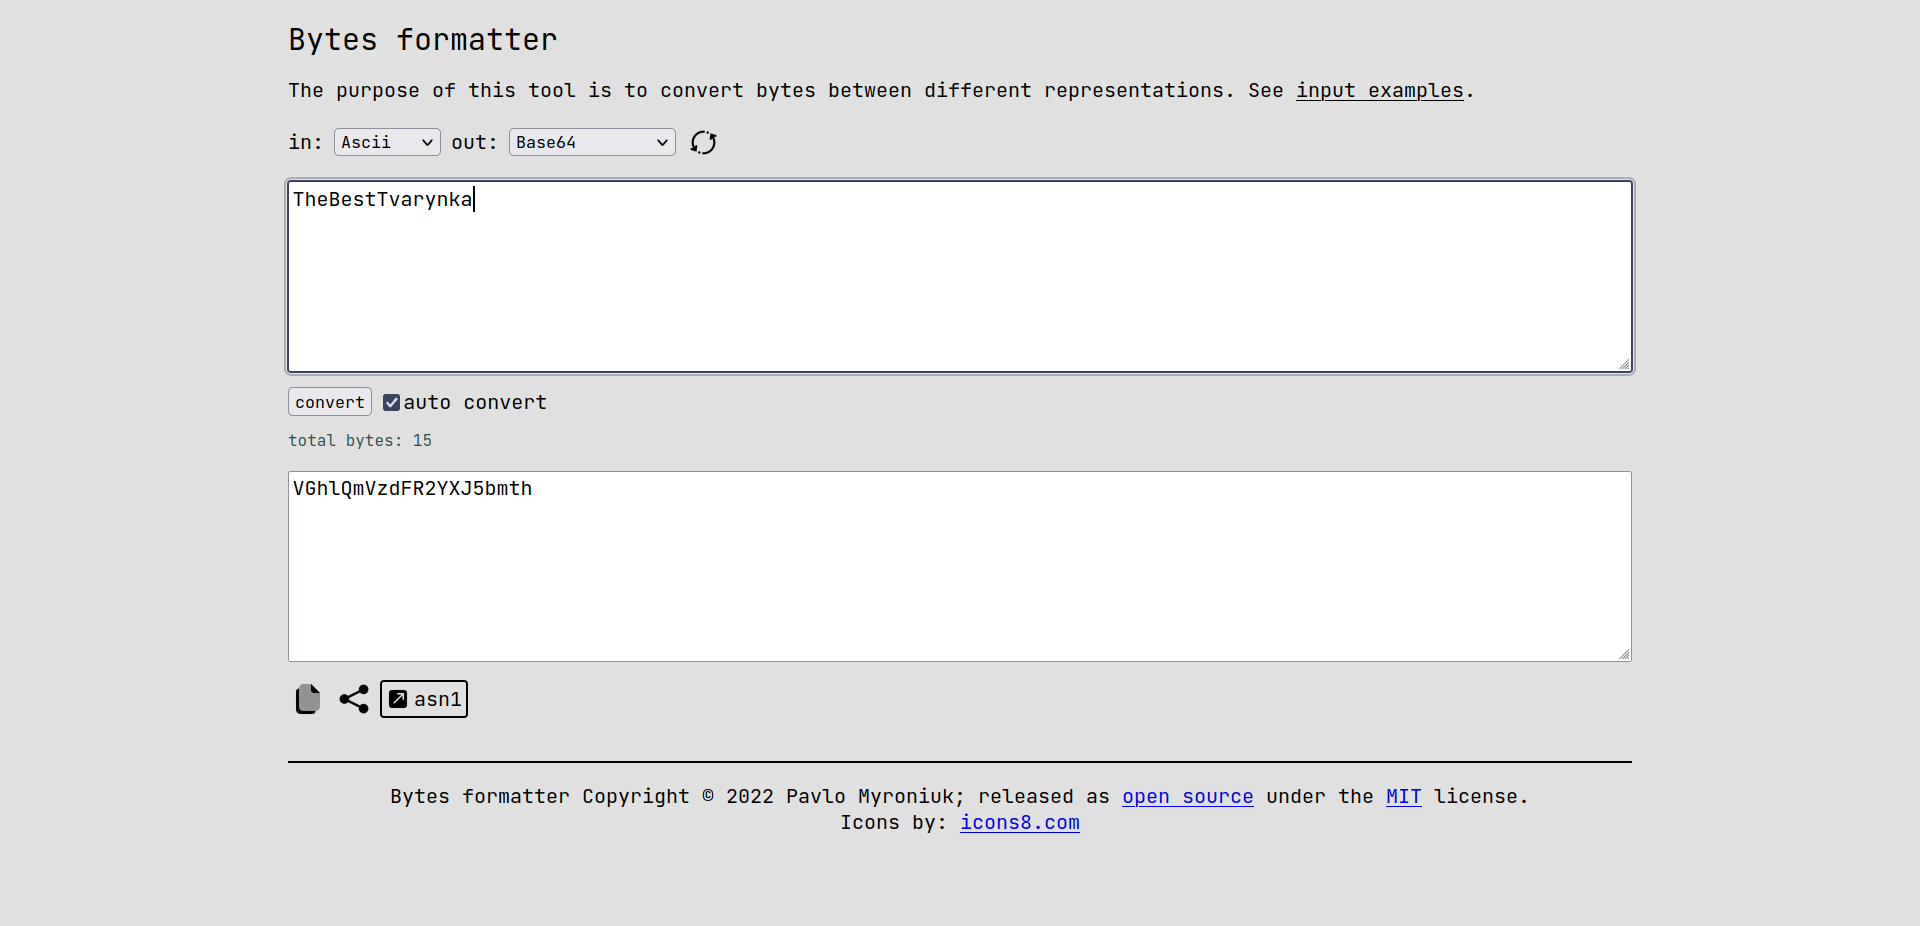 Bytes formatter
The purpose of this tool is to convert bytes between different representations. See input examples.
in: Ascii out: Base64
TheBestTvarynka
convert auto convert
total bytes: 15
VGhlQmVzdFR2YXJ5bmth
asn1
Bytes formatter Copyright © 2022 Pavlo Myroniuk; released as open source under the MIT license.
Icons by: icons8.com